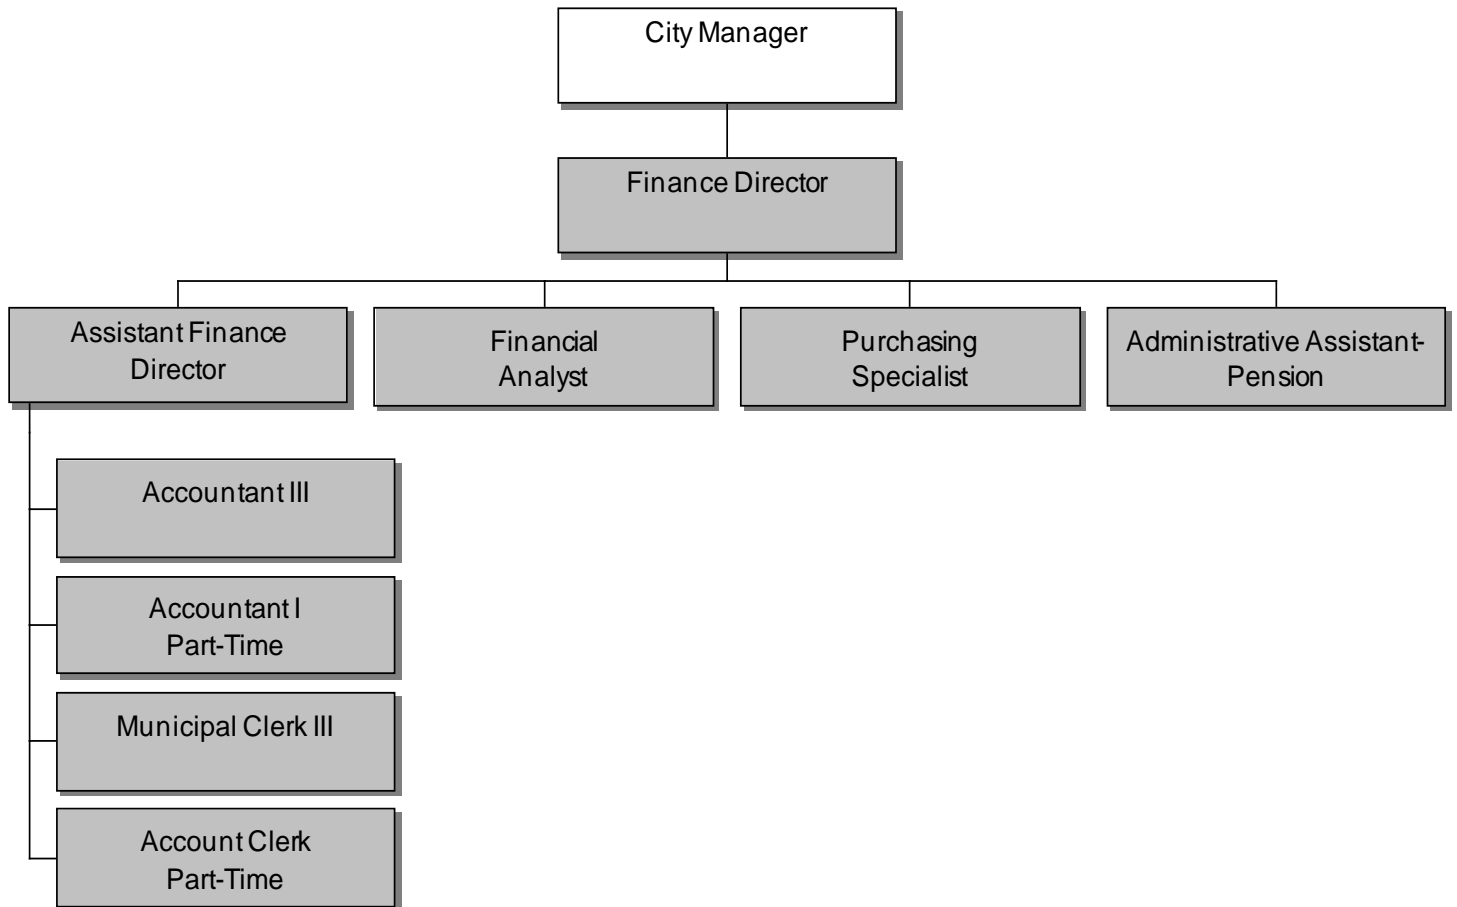 City Manager
Finance Director
Assistant Finance
Director
Financial
Analyst
Purchasing
Specialist
Administrative Assistant-
Pension
Accountant III
Accountant I
Part-Time
Municipal Clerk III
Account Clerk
Part-Time